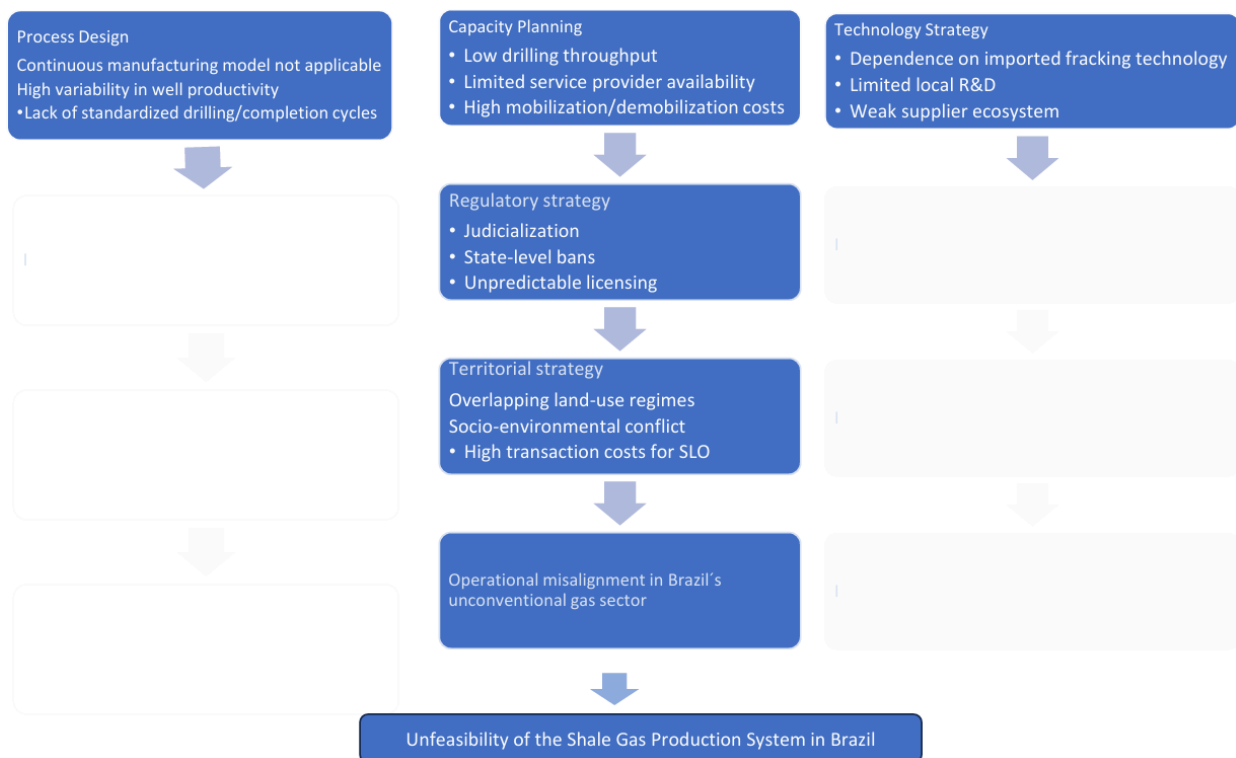 Process Design
Continuous manufacturing model not applicable
High variability in well productivity
•Lack of standardized drilling/completion cycles
Capacity Planning
• Low drilling throughput
• Limited service provider availability
• High mobilization/demobilization costs
Technology Strategy
• Dependence on imported fracking technology
• Limited local R&D
• Weak supplier ecosystem
Regulatory strategy
• Judicialization
• State-level bans
• Unpredictable licensing
Territorial strategy
Overlapping land-use regimes
Socio-environmental conflict
• High transaction costs for SLO
Operational misalignment in Brazil´s
unconventional gas sector
Unfeasibility of the Shale Gas Production System in Brazil